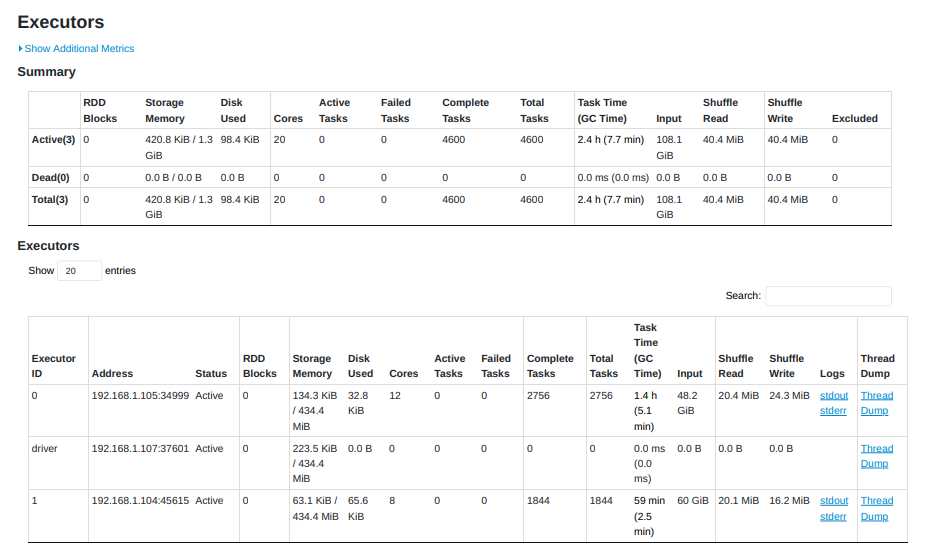 Executors
Show Additional Metrics
Summary
RDD Blocks Storage Memory Disk Used Cores Active Tasks Failed Tasks Complete Tasks Total Tasks Task Time (GC Time) Input Shuffle Read Shuffle Write Excluded
Active(3) 0 420.8 KiB / 1.3 GiB 98.4 KiB 20 0 0 4600 4600 2.4 h (7.7 min) 108.1 GiB 40.4 MiB 40.4 MiB 0
Dead(0) 0 0.0 B / 0.0 B 0.0 B 0 0 0 0 0 0.0 ms (0.0 ms) 0.0 B 0.0 B 0.0 B 0
Total(3) 0 420.8 KiB / 1.3 GiB 98.4 KiB 20 0 0 4600 4600 2.4 h (7.7 min) 108.1 GiB 40.4 MiB 40.4 MiB 0
Executors
Show 20 entries
Search:
Executor ID Address Status RDD Blocks Storage Memory Disk Used Cores Active Tasks Failed Tasks Complete Tasks Total Tasks Task Time (GC Time) Input Shuffle Read Shuffle Write Logs Thread Dump
0 192.168.1.105:34999 Active 0 134.3 KiB / 434.4 MiB 32.8 KiB 12 0 0 2756 2756 1.4 h (5.1 min) 48.2 GiB 20.4 MiB 24.3 MiB stdout stderr Thread Dump
driver 192.168.1.107:37601 Active 0 223.5 KiB / 434.4 MiB 0.0 B 0 0 0 0 0 0.0 ms (0.0 ms) 0.0 B 0.0 B 0.0 B Thread Dump
1 192.168.1.104:45615 Active 0 63.1 KiB / 434.4 MiB 65.6 KiB 8 0 0 1844 1844 59 min (2.5 min) 60 GiB 20.1 MiB 16.2 MiB stdout stderr Thread Dump